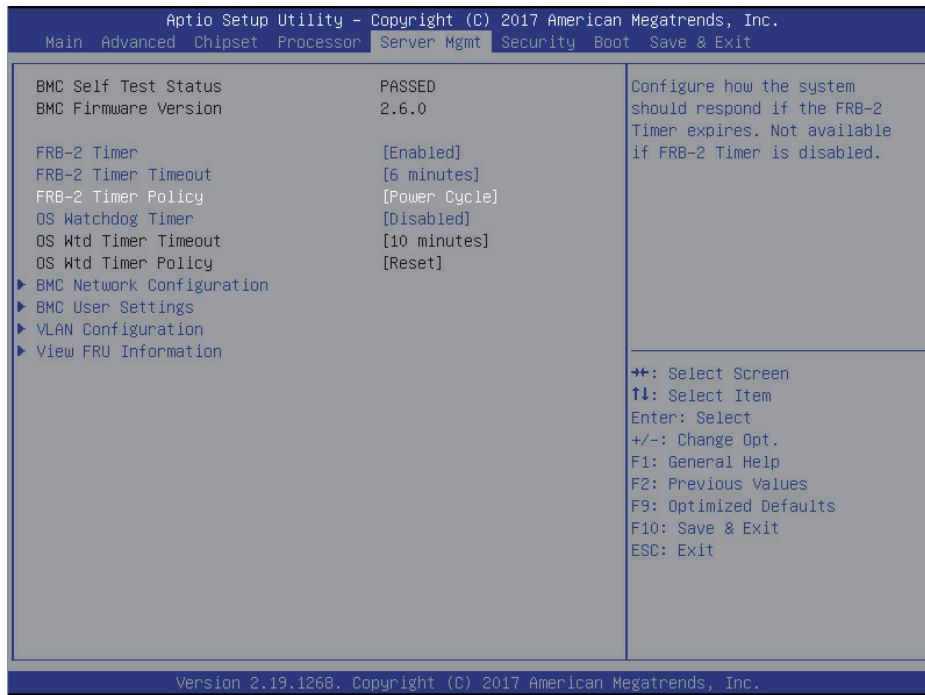 Aptio Setup Utility – Copyright (C) 2017 American Megatrends, Inc.
Main Advanced Chipset Processor Server Mgmt Security Boot Save & Exit
BMC Self Test Status PASSED
BMC Firmware Version 2.6.0
FRB-2 Timer [Enabled]
FRB-2 Timer Timeout [6 minutes]
FRB-2 Timer Policy [Power Cycle]
OS Watchdog Timer [Disabled]
OS Wtd Timer Timeout [10 minutes]
OS Wtd Timer Policy [Reset]
BMC Network Configuration
BMC User Settings
VLAN Configuration
View FRU Information
Configure how the system
should respond if the FRB-2
Timer expires. Not available
if FRB-2 Timer is disabled.
→←: Select Screen
↑↓: Select Item
Enter: Select
+/-: Change Opt.
F1: General Help
F2: Previous Values
F9: Optimized Defaults
F10: Save & Exit
ESC: Exit
Version 2.19.1268. Copyright (C) 2017 American Megatrends, Inc.